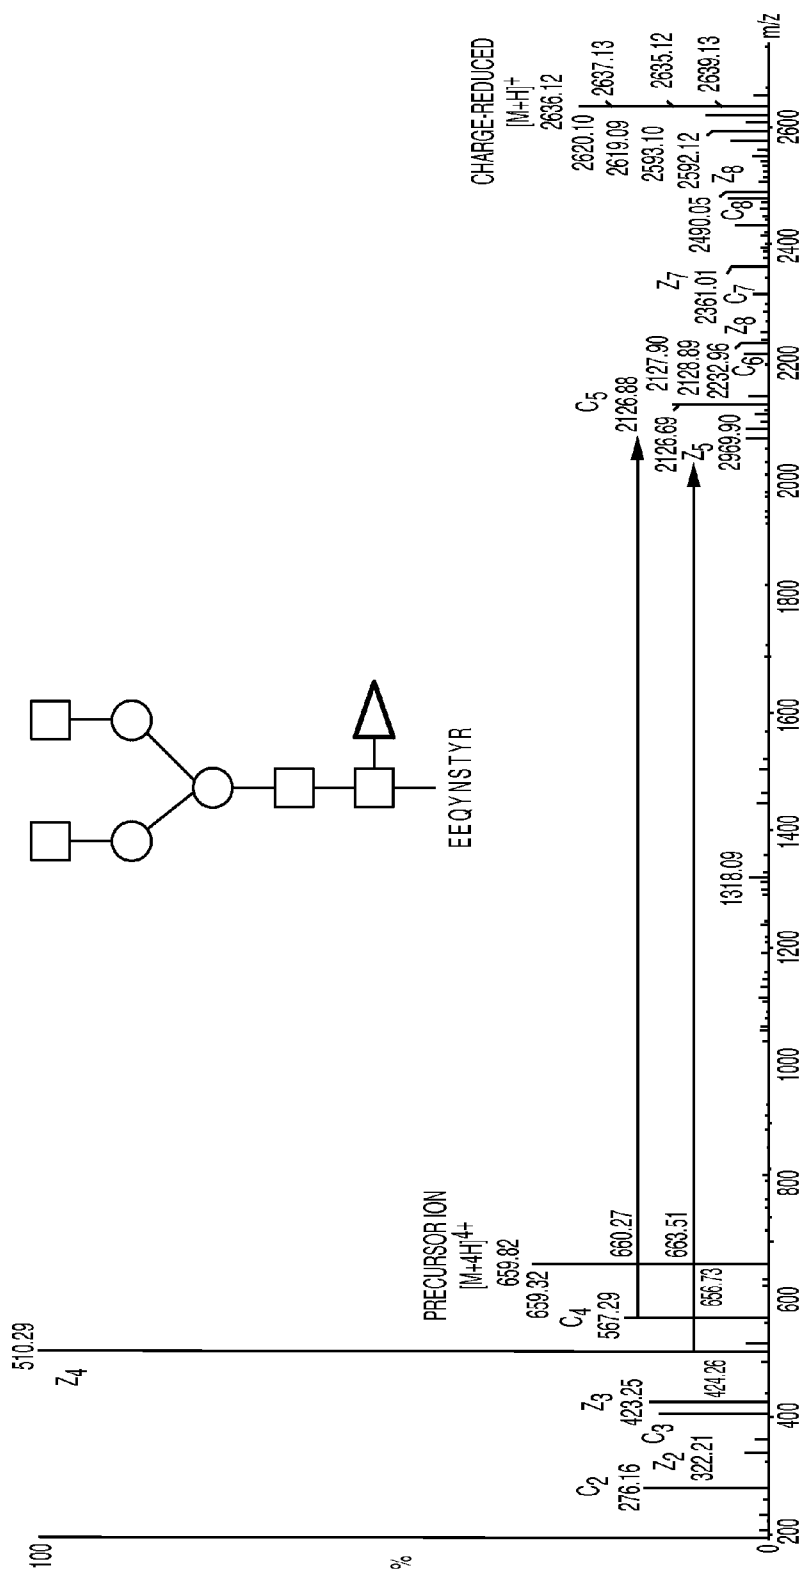 100
%
0
EEQYNSTYR
C2
276.16
Z2
322.21
C3
Z3
423.25
424.26
Z4
510.29
C4
567.29
PRECURSOR ION
[M+4H]4+
659.82
659.32
660.27
663.51
656.73
1318.09
C5
2126.88
2127.90
2126.69
2128.89
Z5
2969.90
2232.96
C6
Z8
C7
2361.01
Z7
C8
2490.05
Z8
CHARGE-REDUCED
[M+H]+
2636.12
2637.13
2620.10
2619.09
2635.12
2593.10
2592.12
2639.13
200
400
600
800
1000
1200
1400
1600
1800
2000
2200
2400
2600
m/z